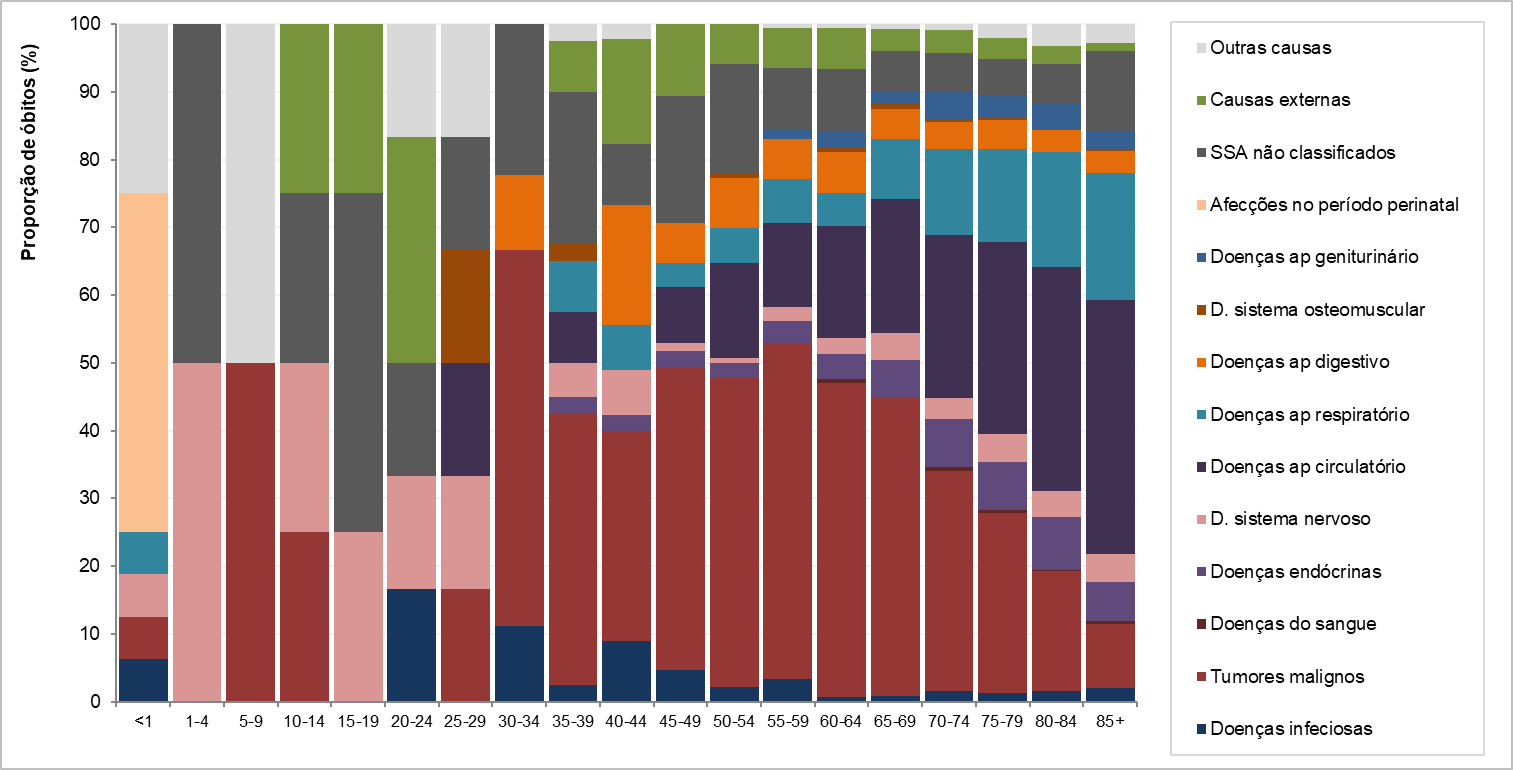 Proporção de óbitos (%)
100
90
80
70
60
50
40
30
20
10
0
<1 1-4 5-9 10-14 15-19 20-24 25-29 30-34 35-39 40-44 45-49 50-54 55-59 60-64 65-69 70-74 75-79 80-84 85+
Outras causas
Causas externas
SSA não classificados
Afecções no período perinatal
Doenças ap geniturinário
D. sistema osteomuscular
Doenças ap digestivo
Doenças ap respiratório
Doenças ap circulatório
D. sistema nervoso
Doenças endócrinas
Doenças do sangue
Tumores malignos
Doenças infeciosas